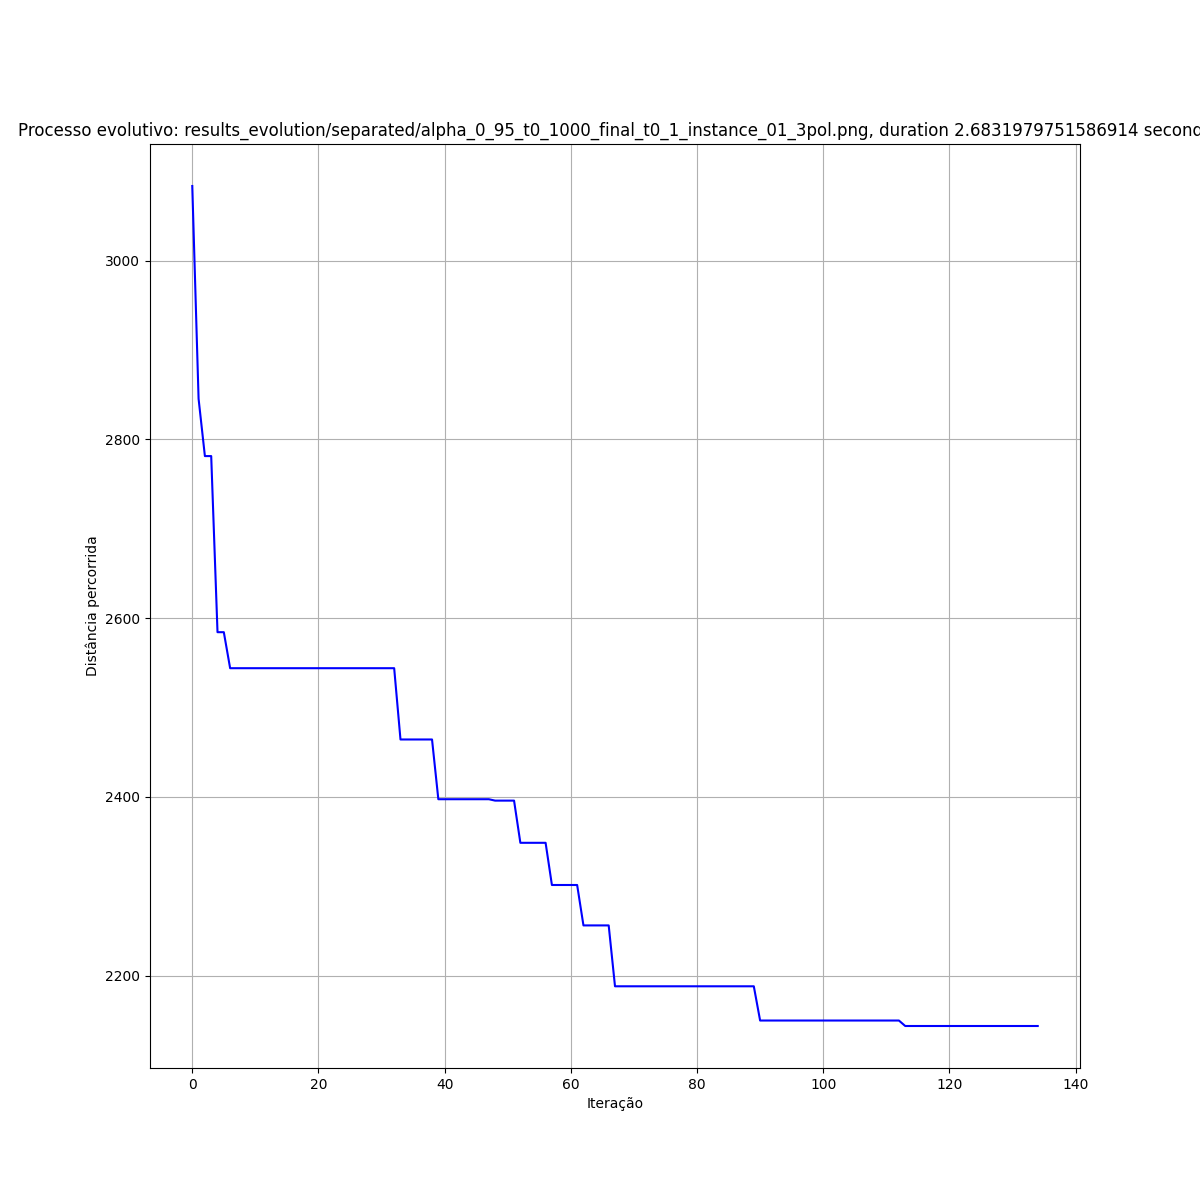 Processo evolutivo: results_evolution/separated/alpha_0_95_t0_1000_final_t0_1_instance_01_3pol.png, duration 2.6831979751586914 second
3000
2800
2600
2400
2200
Distância percorrida
0 20 40 60 80 100 120 140
Iteração